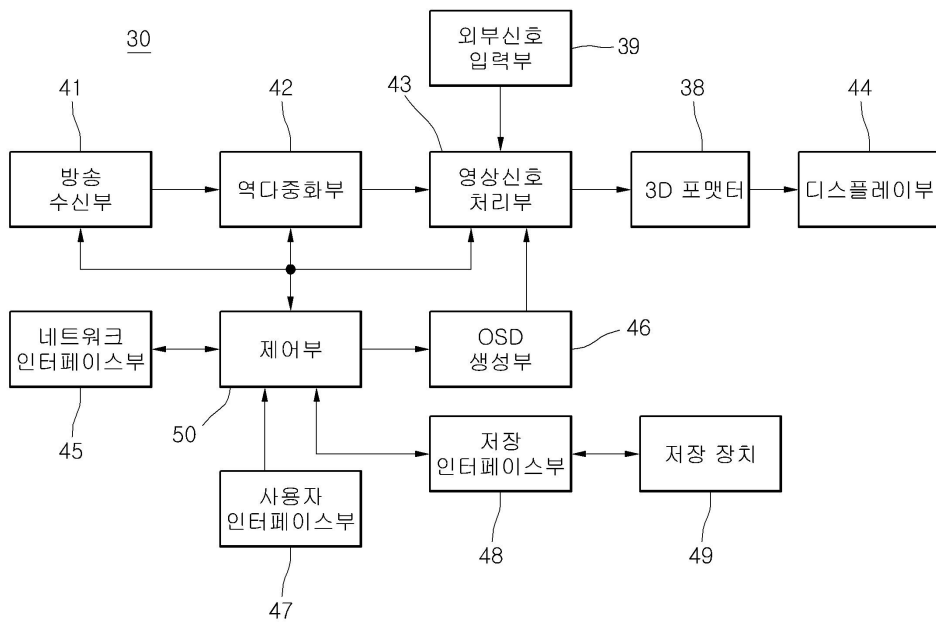 30
외부신호
입력부
39
41
42
43
38
44
방송
수신부
역다중화부
영상신호
처리부
3D 포맷터
디스플레이부
네트워크
인터페이스부
제어부
OSD
생성부
46
45
50
저장
인터페이스부
저장 장치
사용자
인터페이스부
48
49
47